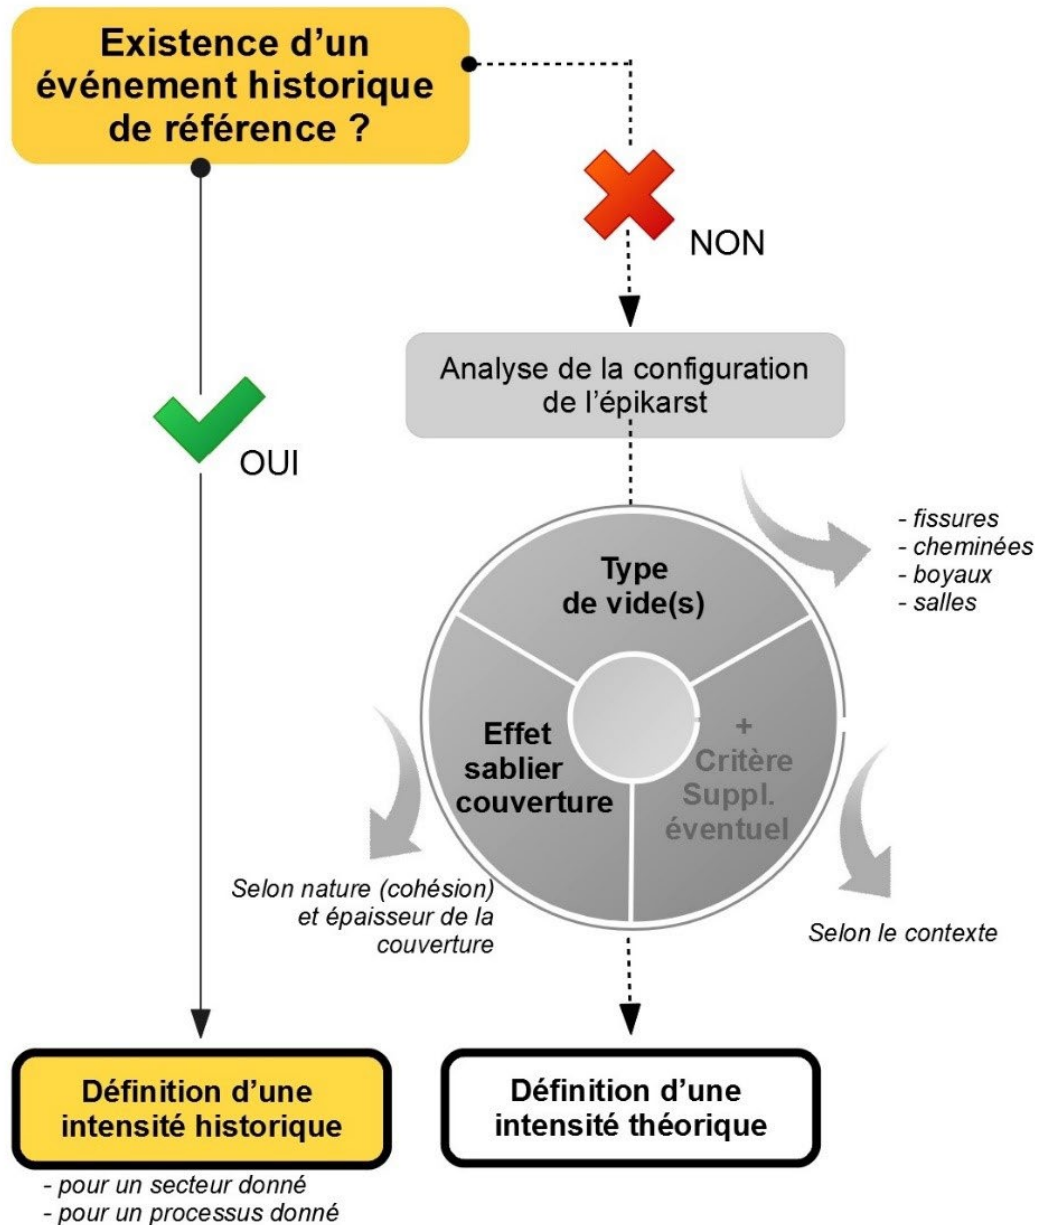 Existence d’un
événement historique
de référence ?
NON
OUI
Analyse de la configuration
de l’épikarst
- fissures
- cheminées
- boyaux
- salles
Type
de vide(s)
Effet
sablier
couverture
+
Critère
Suppl.
éventuel
Selon nature (cohésion)
et épaisseur de la
couverture
Selon le contexte
Définition d’une
intensité historique
Définition d’une
intensité théorique
- pour un secteur donné
- pour un processus donné